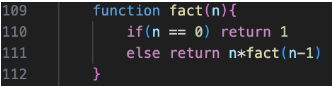 109 function fact(n){
110 if(n == 0) return 1
111 else return n*fact(n-1)
112 }